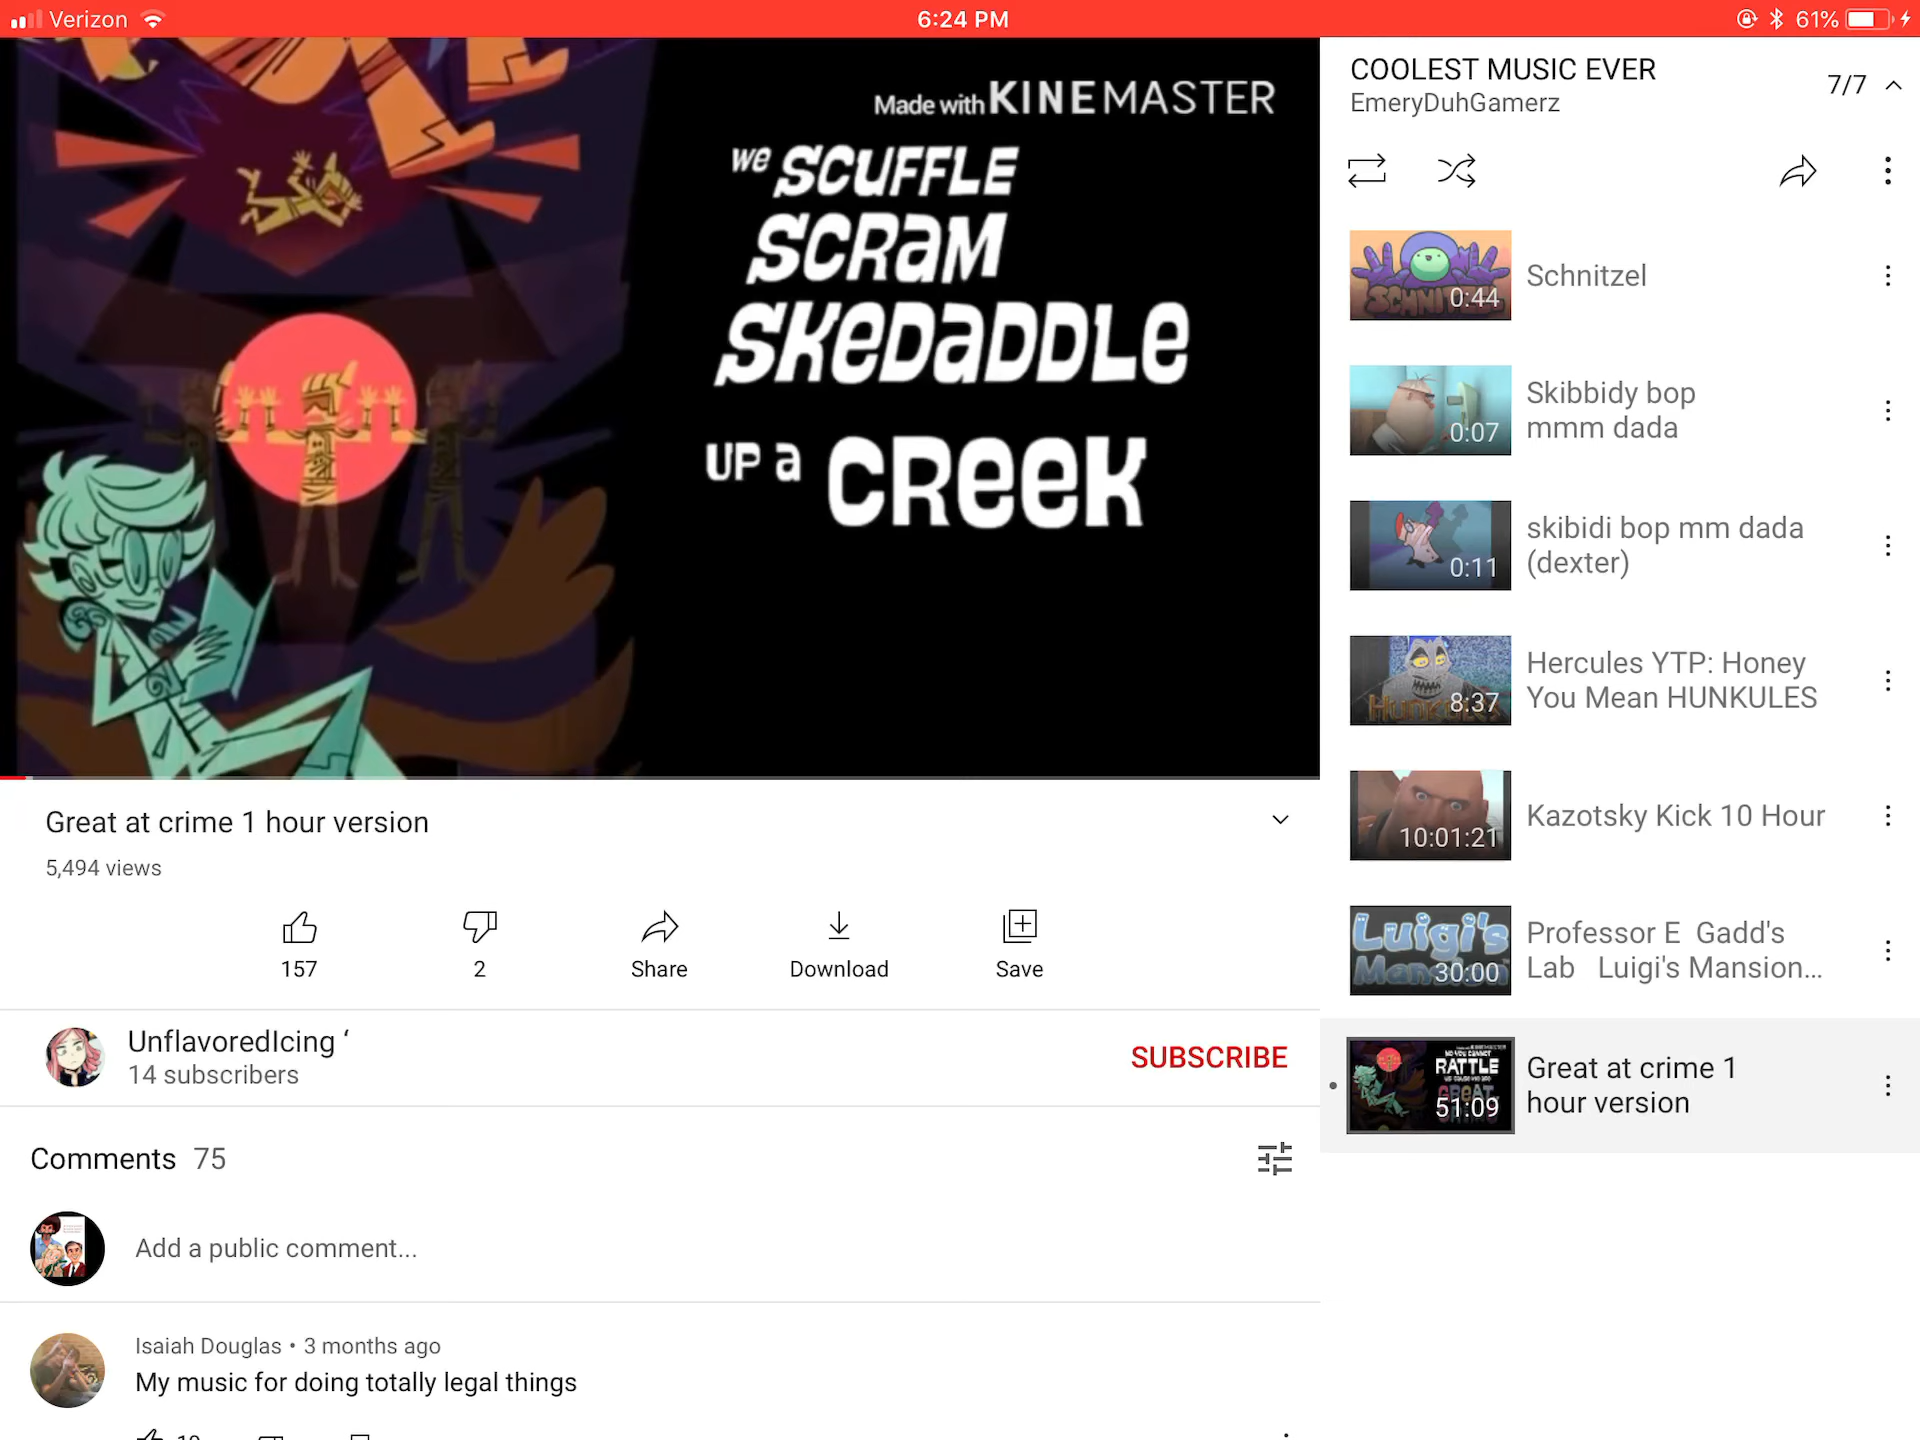 Verizon
6:24 PM
61%
Made with KINEMASTER
we SCUFFLE
SCRaM
SKeDaDDLe
UP a CReeK
Great at crime 1 hour version
5,494 views
157
2
Share
Download
Save
UnflavoredIcing ‘
14 subscribers
SUBSCRIBE
Comments 75
Add a public comment...
Isaiah Douglas • 3 months ago
My music for doing totally legal things
COOLEST MUSIC EVER
EmeryDuhGamerz
7/7
SCHNITZEL
0:44
Schnitzel
0:07
Skibbidy bop
mmm dada
0:11
skibidi bop mm dada
(dexter)
8:37
Hercules YTP: Honey
You Mean HUNKULES
10:01:21
Kazotsky Kick 10 Hour
Luigi's
Mansion
30:00
Professor E Gadd's
Lab Luigi's Mansion...
RATTLE
GREAT
51:09
Great at crime 1
hour version